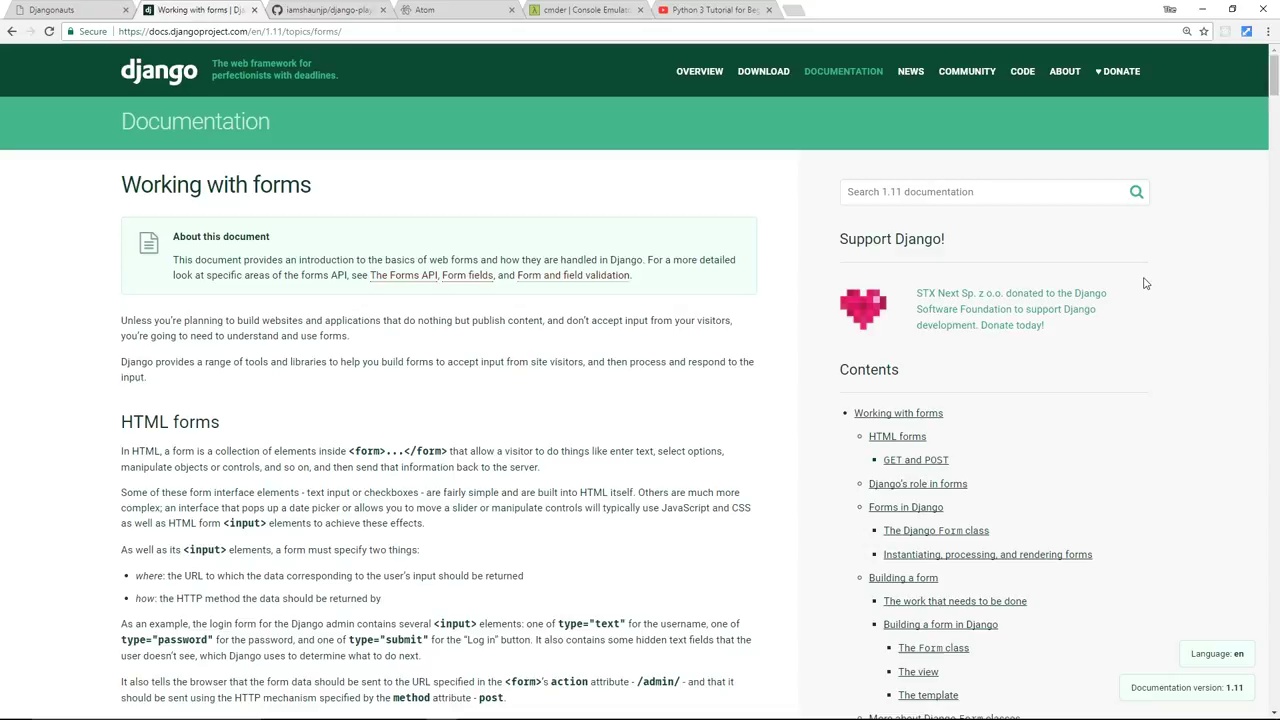 Djangonauts
Working with forms | Dj
iamshaunjp/django-play
Atom
cmder | Console Emulato
Python 3 Tutorial for Beg
The
Secure
https://docs.djangoproject.com/en/1.11/topics/forms/
django
The web framework for
perfectionists with deadlines.
OVERVIEW DOWNLOAD DOCUMENTATION NEWS COMMUNITY CODE ABOUT ♥ DONATE
Documentation
Working with forms
About this document
This document provides an introduction to the basics of web forms and how they are handled in Django. For a more detailed
look at specific areas of the forms API, see The Forms API, Form fields, and Form and field validation.
Unless you're planning to build websites and applications that do nothing but publish content, and don't accept input from your visitors,
you're going to need to understand and use forms.
Django provides a range of tools and libraries to help you build forms to accept input from site visitors, and then process and respond to the
input.
HTML forms
In HTML, a form is a collection of elements inside <form>...</form> that allow a visitor to do things like enter text, select options,
manipulate objects or controls, and so on, and then send that information back to the server.
Some of these form interface elements - text input or checkboxes - are fairly simple and are built into HTML itself. Others are much more
complex; an interface that pops up a date picker or allows you to move a slider or manipulate controls will typically use JavaScript and CSS
as well as HTML form <input> elements to achieve these effects.
As well as its <input> elements, a form must specify two things:
• where: the URL to which the data corresponding to the user's input should be returned
• how: the HTTP method the data should be returned by
As an example, the login form for the Django admin contains several <input> elements: one of type="text" for the username, one of
type="password" for the password, and one of type="submit" for the "Log in" button. It also contains some hidden text fields that the
user doesn't see, which Django uses to determine what to do next.
It also tells the browser that the form data should be sent to the URL specified in the <form>'s action attribute - /admin/ - and that it
should be sent using the HTTP mechanism specified by the method attribute - post.
Search 1.11 documentation
Support Django!
STX Next Sp. z o.o. donated to the Django
Software Foundation to support Django
development. Donate today!
Contents
Working with forms
HTML forms
GET and POST
Django's role in forms
Forms in Django
The Django Form class
Instantiating, processing, and rendering forms
Building a form
The work that needs to be done
Building a form in Django
The Form class
The view
The template
More about Django Form classes
Language: en
Documentation version: 1.11